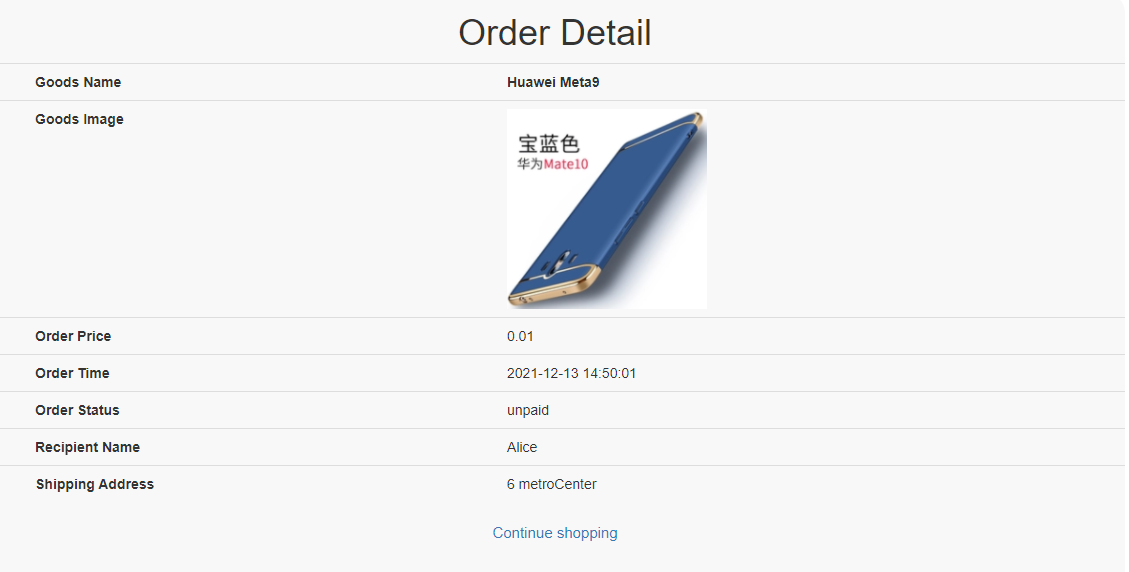 Order Detail
Goods Name Huawei Meta9
Goods Image
宝蓝色
华为Mate10
Order Price 0.01
Order Time 2021-12-13 14:50:01
Order Status unpaid
Recipient Name Alice
Shipping Address 6 metroCenter
Continue shopping